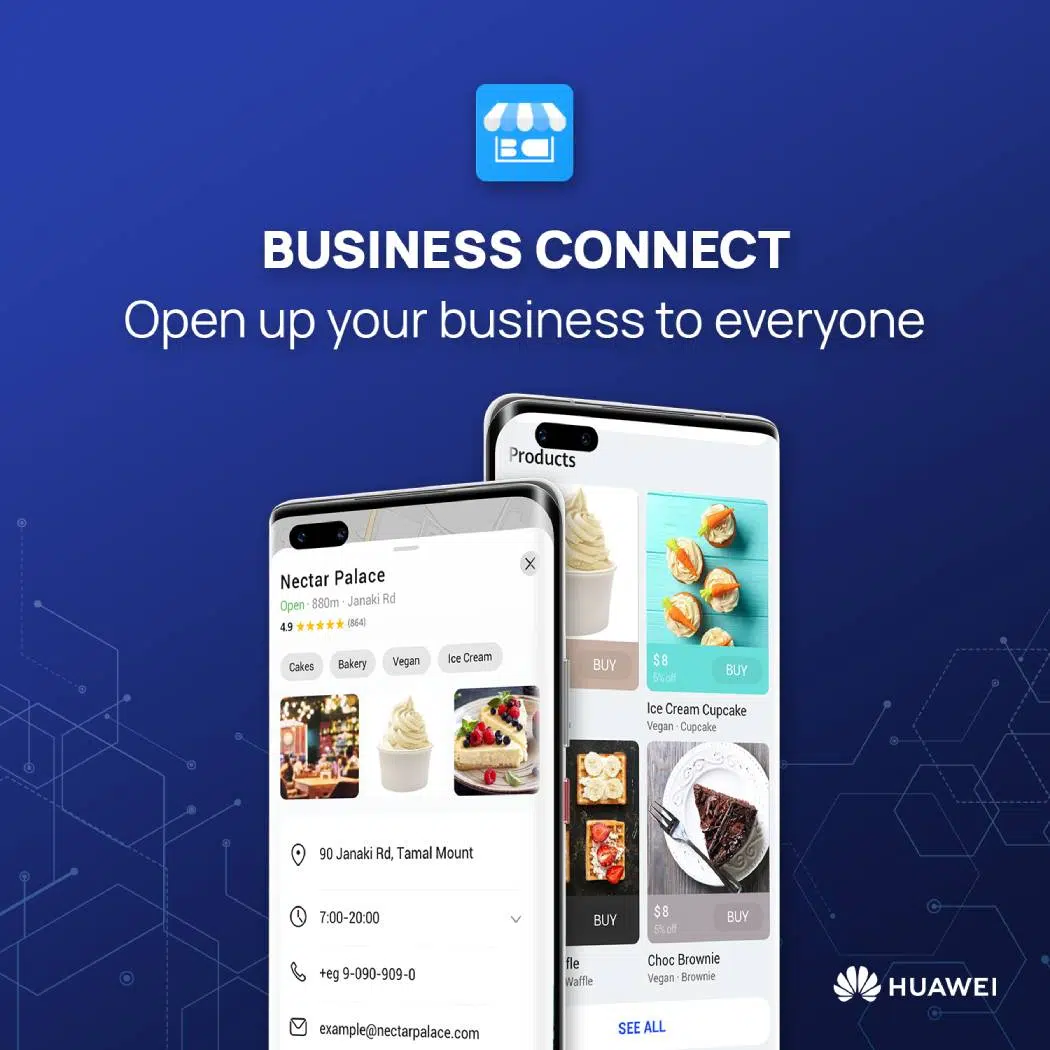 BUSINESS CONNECT
Open up your business to everyone
Products
BUY
$8
5% off
BUY
Ice Cream Cupcake
Vegan · Cupcake
BUY
$8
5% off
BUY
Choc Brownie
Vegan · Brownie
fle
Waffle
SEE ALL
Nectar Palace
Open · 880m · Janaki Rd
4.9 ★★★★★ (864)
Cakes
Bakery
Vegan
Ice Cream
90 Janaki Rd, Tamal Mount
7:00-20:00
+eg 9-090-909-0
example@nectarpalace.com
HUAWEI